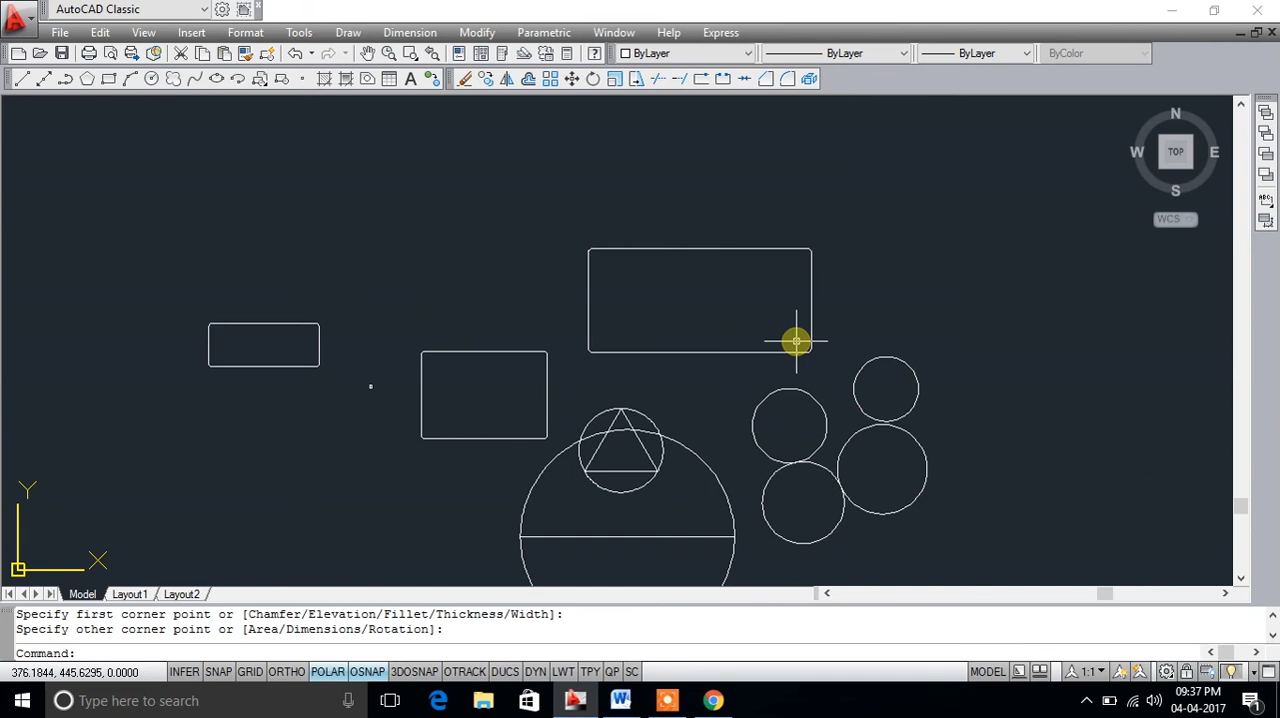 AutoCAD Classic
File Edit View Insert Format Tools Draw Dimension Modify Parametric Window Help Express
ByLayer ByLayer ByLayer ByColor
A
N
W TOP E
S
WCS
ABC
Y
X
Model Layout1 Layout2
Specify first corner point or [Chamfer/Elevation/Fillet/Thickness/Width]:
Specify other corner point or [Area/Dimensions/Rotation]:
Command:
376.1844, 445.6295, 0.0000 INFER SNAP GRID ORTHO POLAR OSNAP 3DOSNAP OTRACK DUCS DYN LWT TPY QP SC MODEL 1:1
Type here to search
09:37 PM
04-04-2017